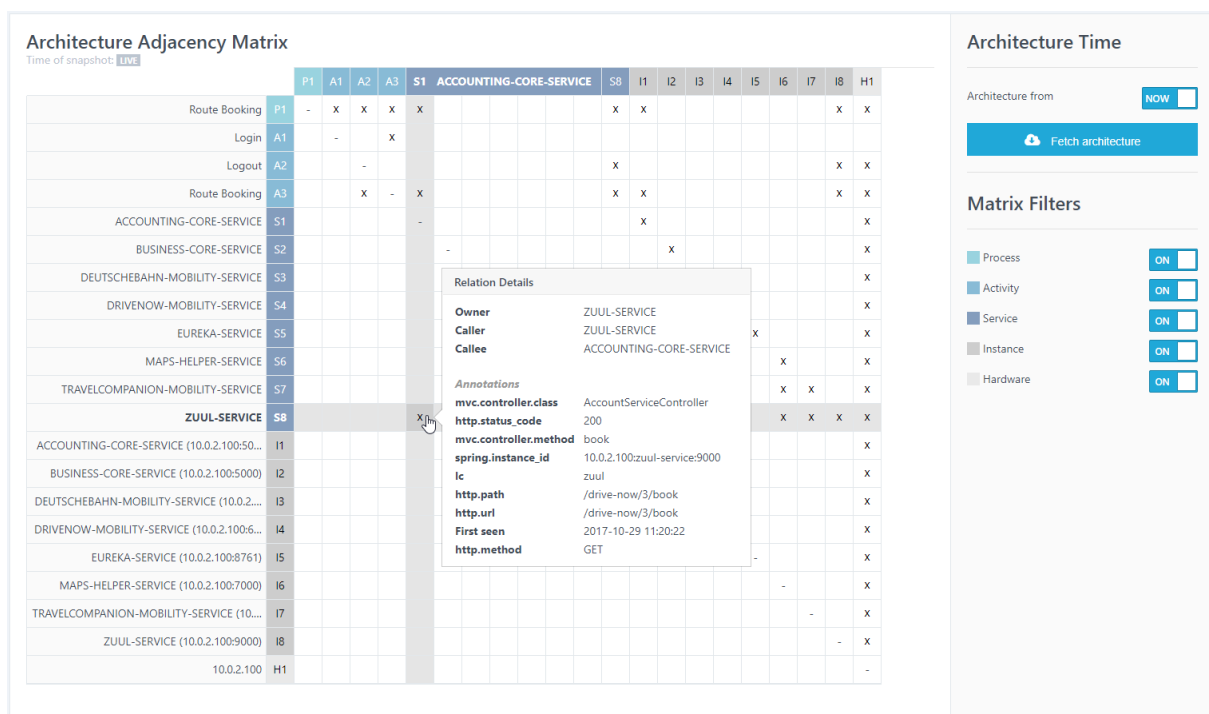 Architecture Adjacency Matrix
Time of snapshot: LIVE
P1 A1 A2 A3 S1 ACCOUNTING-CORE-SERVICE S8 I1 I2 I3 I4 I5 I6 I7 I8 H1
Route Booking P1 - x x x x x x x x
Login A1 - x
Logout A2 - x x x
Route Booking A3 x - x x x x x
ACCOUNTING-CORE-SERVICE S1 - x x
BUSINESS-CORE-SERVICE S2 - x x
DEUTSCHEBAHN-MOBILITY-SERVICE S3 x
DRIVENOW-MOBILITY-SERVICE S4 x
EUREKA-SERVICE S5 x x
MAPS-HELPER-SERVICE S6 x x
TRAVELCOMPANION-MOBILITY-SERVICE S7 x x x
ZUUL-SERVICE S8 x x x x x
ACCOUNTING-CORE-SERVICE (10.0.2.100:50... I1 x
BUSINESS-CORE-SERVICE (10.0.2.100:5000) I2 x
DEUTSCHEBAHN-MOBILITY-SERVICE (10.0.2.... I3 x
DRIVENOW-MOBILITY-SERVICE (10.0.2.100:6... I4 x
EUREKA-SERVICE (10.0.2.100:8761) I5 - x
MAPS-HELPER-SERVICE (10.0.2.100:7000) I6 - x
TRAVELCOMPANION-MOBILITY-SERVICE (10.... I7 - x
ZUUL-SERVICE (10.0.2.100:9000) I8 - x
10.0.2.100 H1 -
Relation Details
Owner ZUUL-SERVICE
Caller ZUUL-SERVICE
Callee ACCOUNTING-CORE-SERVICE
Annotations
mvc.controller.class AccountServiceController
http.status_code 200
mvc.controller.method book
spring.instance_id 10.0.2.100:zuul-service:9000
lc zuul
http.path /drive-now/3/book
http.url /drive-now/3/book
First seen 2017-10-29 11:20:22
http.method GET
Architecture Time
Architecture from NOW
Fetch architecture
Matrix Filters
Process ON
Activity ON
Service ON
Instance ON
Hardware ON